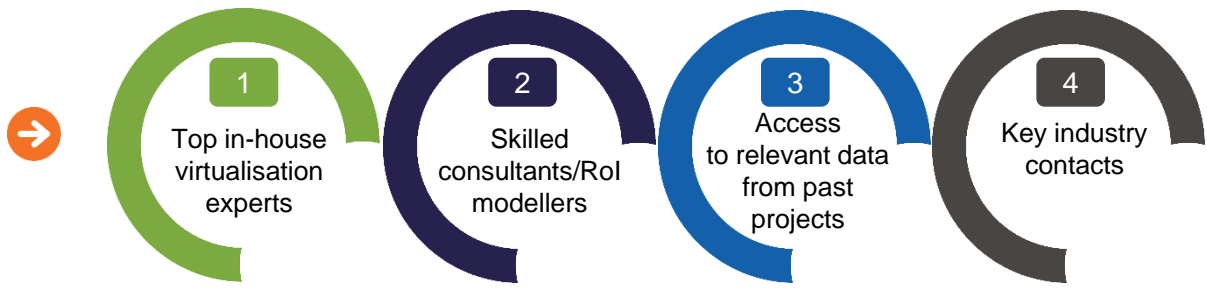 1
Top in-house
virtualisation
experts
2
Skilled
consultants/RoI
modellers
3
Access
to relevant data
from past
projects
4
Key industry
contacts